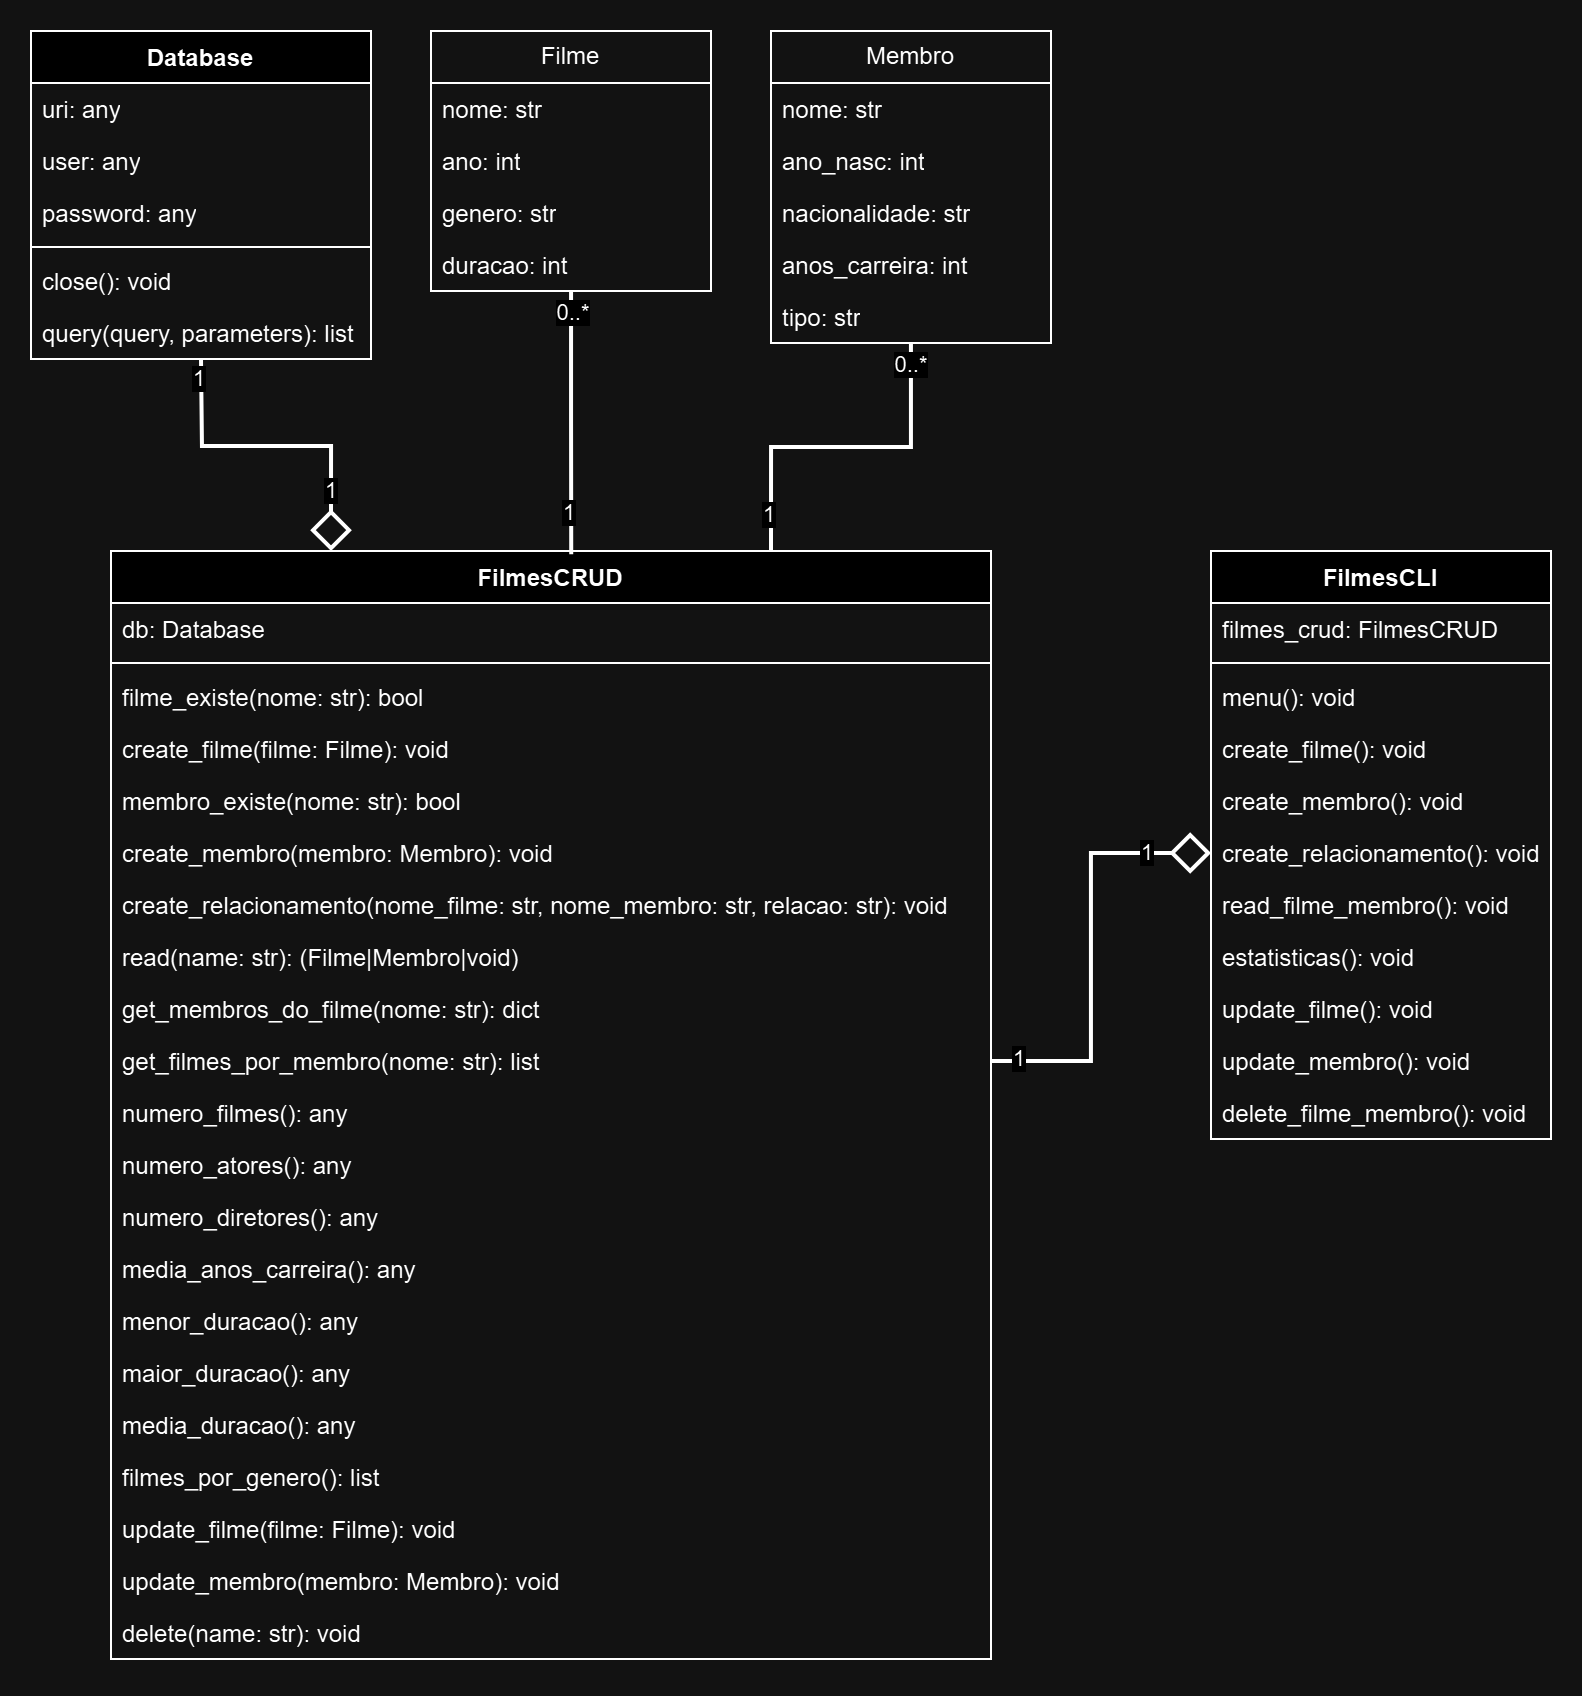 Database
uri: any
user: any
password: any
close(): void
query(query, parameters): list
Filme
nome: str
ano: int
genero: str
duracao: int
Membro
nome: str
ano_nasc: int
nacionalidade: str
anos_carreira: int
tipo: str
1
0..*
0..*
1
1
1
FilmesCRUD
db: Database
filme_existe(nome: str): bool
create_filme(filme: Filme): void
membro_existe(nome: str): bool
create_membro(membro: Membro): void
create_relacionamento(nome_filme: str, nome_membro: str, relacao: str): void
read(name: str): (Filme|Membro|void)
get_membros_do_filme(nome: str): dict
get_filmes_por_membro(nome: str): list
numero_filmes(): any
numero_atores(): any
numero_diretores(): any
media_anos_carreira(): any
menor_duracao(): any
maior_duracao(): any
media_duracao(): any
filmes_por_genero(): list
update_filme(filme: Filme): void
update_membro(membro: Membro): void
delete(name: str): void
1
1
FilmesCLI
filmes_crud: FilmesCRUD
menu(): void
create_filme(): void
create_membro(): void
create_relacionamento(): void
read_filme_membro(): void
estatisticas(): void
update_filme(): void
update_membro(): void
delete_filme_membro(): void